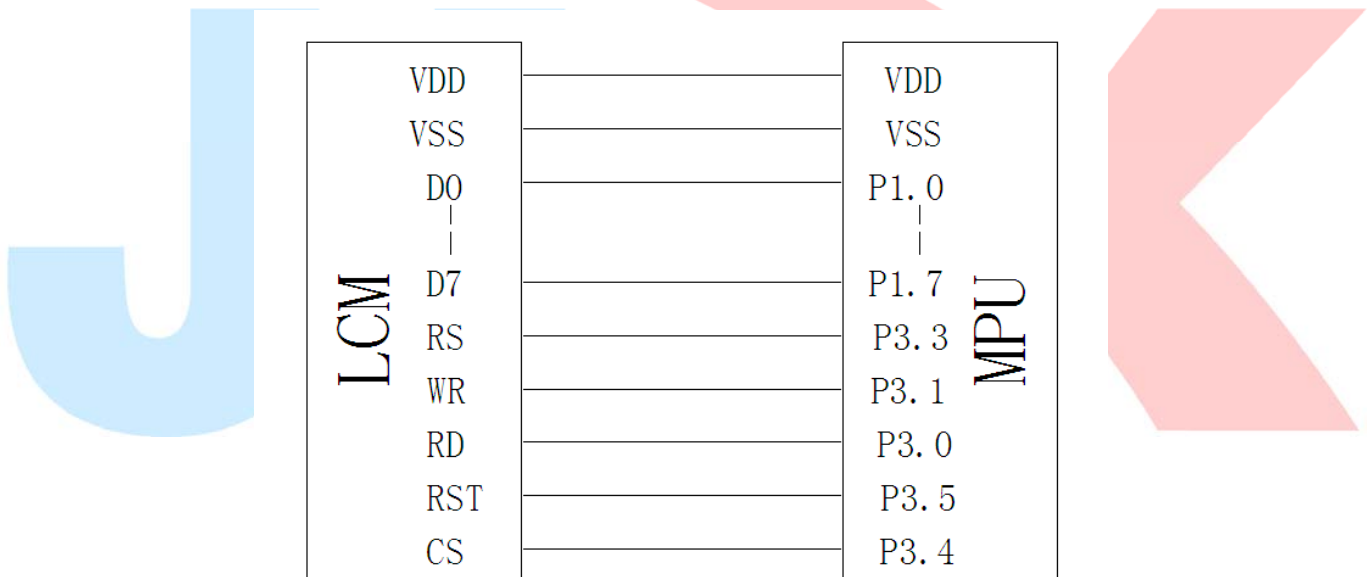 VDD VDD
VSS VSS
D0 P1.0
D7 P1.7
RS P3.3
WR P3.1
RD P3.0
RST P3.5
CS P3.4
LCM
MPU